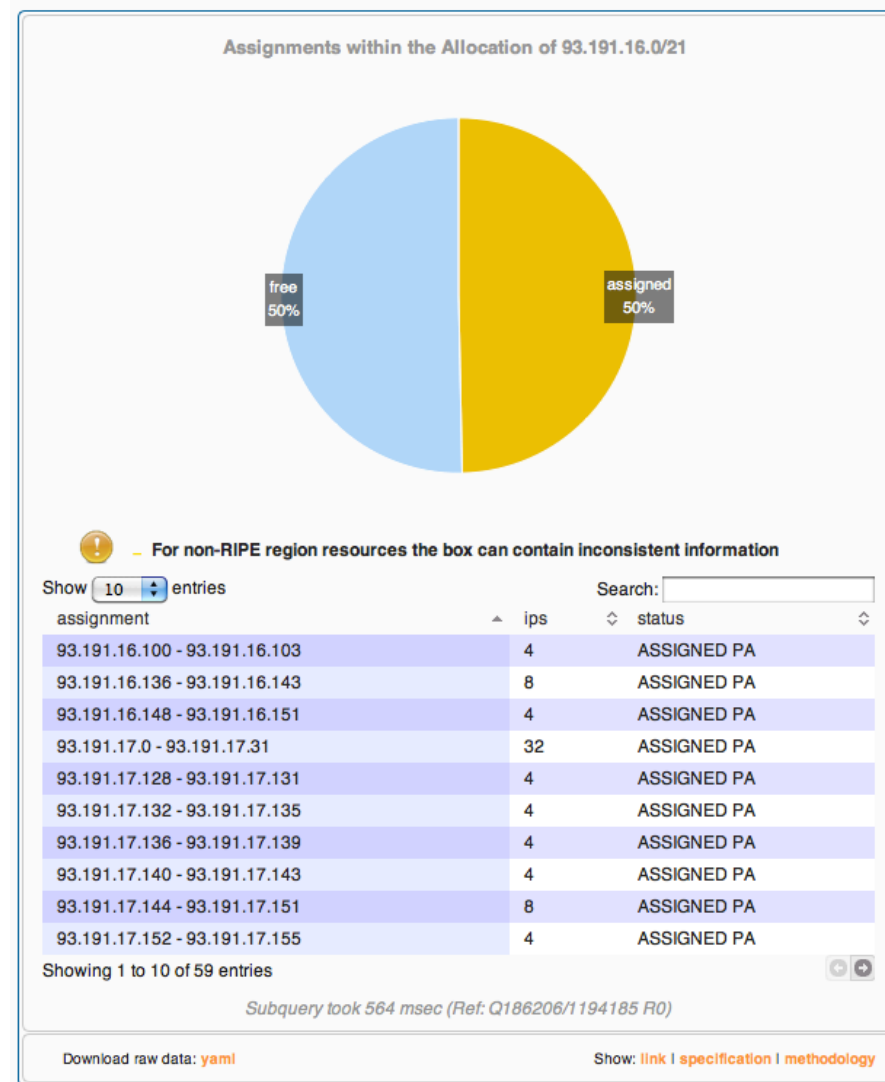 Assignments within the Allocation of 93.191.16.0/21
free
50%
assigned
50%
For non-RIPE region resources the box can contain inconsistent information
Show 10 entries Search:
assignment ips status
93.191.16.100 - 93.191.16.103 4 ASSIGNED PA
93.191.16.136 - 93.191.16.143 8 ASSIGNED PA
93.191.16.148 - 93.191.16.151 4 ASSIGNED PA
93.191.17.0 - 93.191.17.31 32 ASSIGNED PA
93.191.17.128 - 93.191.17.131 4 ASSIGNED PA
93.191.17.132 - 93.191.17.135 4 ASSIGNED PA
93.191.17.136 - 93.191.17.139 4 ASSIGNED PA
93.191.17.140 - 93.191.17.143 4 ASSIGNED PA
93.191.17.144 - 93.191.17.151 8 ASSIGNED PA
93.191.17.152 - 93.191.17.155 4 ASSIGNED PA
Showing 1 to 10 of 59 entries
Subquery took 564 msec (Ref: Q186206/1194185 R0)
Download raw data: yaml Show: link | specification | methodology